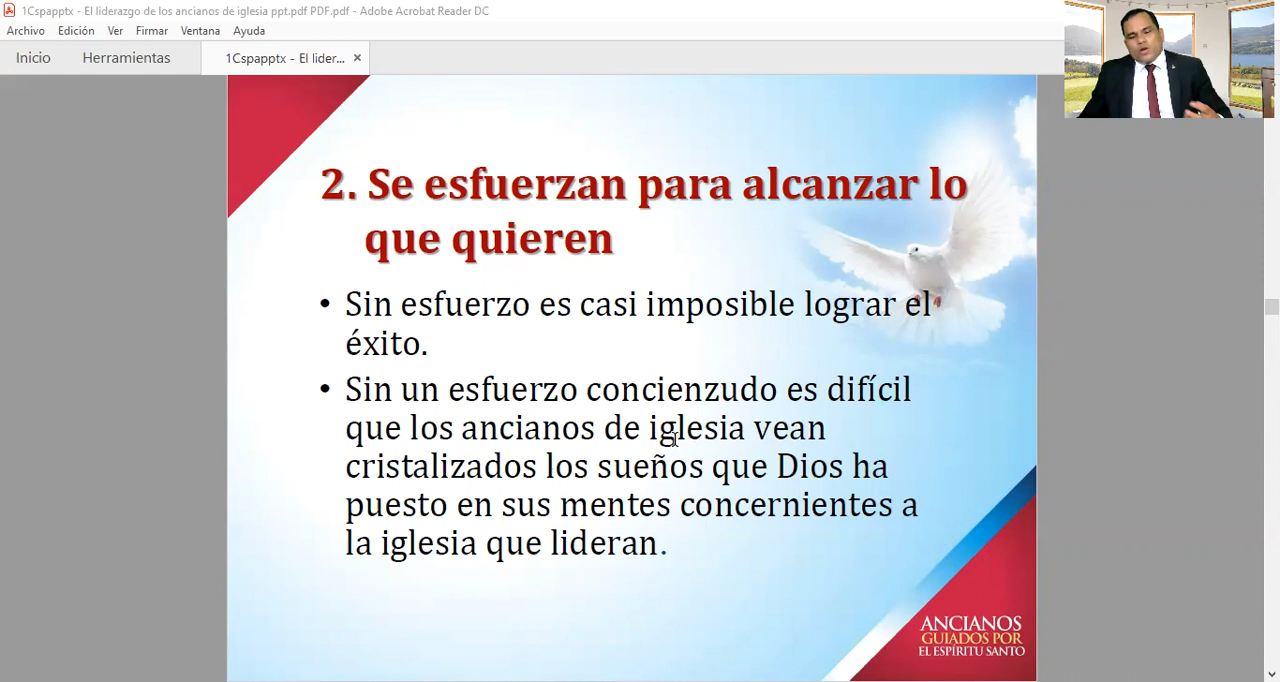 1Cspapptx - El liderazgo de los ancianos de iglesia ppt.pdf PDF.pdf - Adobe Acrobat Reader DC
Archivo Edición Ver Firmar Ventana Ayuda
Inicio Herramientas 1Cspapptx - El lider... ×
2. Se esfuerzan para alcanzar lo
que quieren
• Sin esfuerzo es casi imposible lograr el
éxito.
• Sin un esfuerzo concienzudo es difícil
que los ancianos de iglesia vean
cristalizados los sueños que Dios ha
puesto en sus mentes concernientes a
la iglesia que lideran.
ANCIANOS
GUIADOS POR
EL ESPÍRITU SANTO